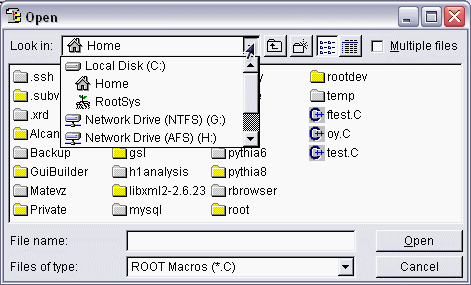 Open
Look in: Home Multiple files
Local Disk (C:)
Home
RootSys
Network Drive (NTFS) (G:)
Network Drive (AFS) (H:)
.ssh
.subv
.xrd
Alcan
Backup
GuiBuilder
Matevz
Private
gsl
h1analysis
libxml2-2.6.23
mysql
pythia6
pythia8
rbrowser
root
rootdev
temp
ftest.C
oy.C
test.C
File name: Open
Files of type: ROOT Macros (*.C) Cancel